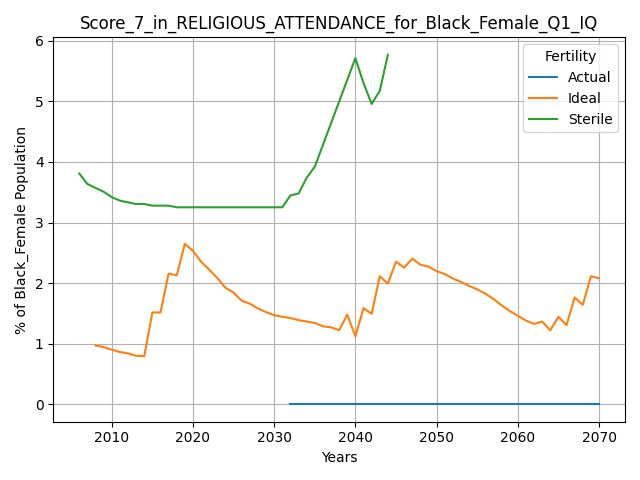 Score_7_in_RELIGIOUS_ATTENDANCE_for_Black_Female_Q1_IQ
Fertility
Actual
Ideal
Sterile
% of Black_Female Population
6
5
4
3
2
1
0
2010 2020 2030 2040 2050 2060 2070
Years